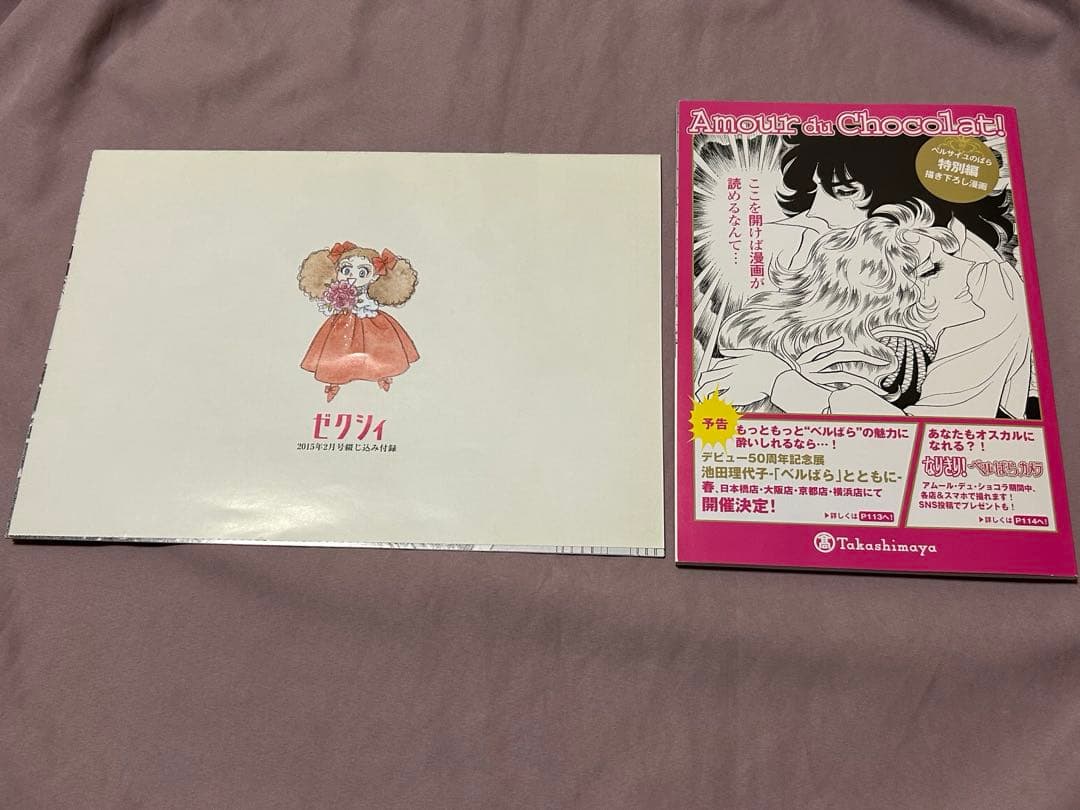 ゼクシィ
2015年2月号綴じ込み付録
Amour du Chocolat!
ベルサイユのばら
特別編
描き下ろし漫画
ここを開けば漫画が
読めるなんて…
予告
もっともっと“ベルばら”の魅力に
酔いしれるなら…!
デビュー50周年記念展
池田理代子-「ベルばら」とともに-
春、日本橋店・大阪店・京都店・横浜店にて
開催決定!
▶詳しくはP113へ!
あなたもオスカルに
なれる?!
なりきり!ベルばらカメラ
アムール・デュ・ショコラ期間中、
各店&スマホで撮れます!
SNS投稿でプレゼントも!
▶詳しくはP114へ!
髙 Takashimaya